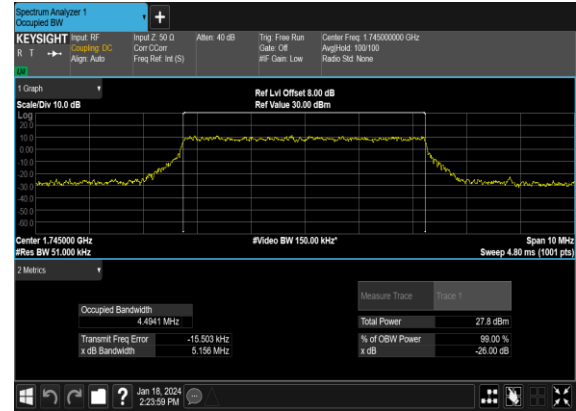 Spectrum Analyzer 1
Occupied BW
+
KEYSIGHT Input: RF Input Z: 50 Ω Atten: 40 dB Trig: Free Run Center Freq: 1.745000000 GHz
R T Coupling: DC Corr CCorr Gate: Off Avg|Hold: 100/100
Align: Auto Freq Ref: Int (S) #IF Gain: Low Radio Std: None
LV
1 Graph
Ref Lvl Offset 8.00 dB
Scale/Div 10.0 dB Ref Value 30.00 dBm
Log
20.0
10.0
0.00
-10.0
-20.0
-30.0
-40.0
-50.0
-60.0
Center 1.745000 GHz #Video BW 150.00 kHz* Span 10 MHz
#Res BW 51.000 kHz Sweep 4.80 ms (1001 pts)
2 Metrics
Measure Trace Trace 1
Occupied Bandwidth
4.4941 MHz Total Power 27.8 dBm
Transmit Freq Error -15.503 kHz % of OBW Power 99.00 %
x dB Bandwidth 5.156 MHz x dB -26.00 dB
?
Jan 18, 2024
2:23:59 PM